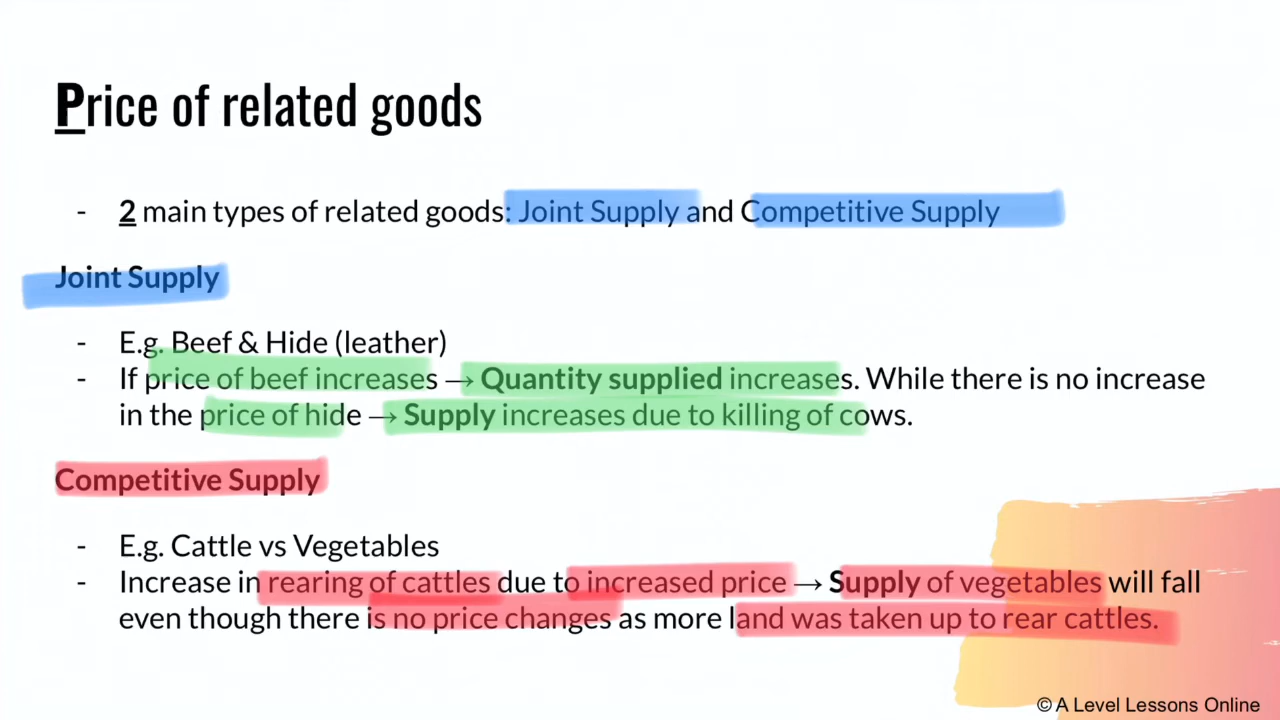 Price of related goods
- 2 main types of related goods: Joint Supply and Competitive Supply
Joint Supply
- E.g. Beef & Hide (leather)
- If price of beef increases → Quantity supplied increases. While there is no increase
in the price of hide → Supply increases due to killing of cows.
Competitive Supply
- E.g. Cattle vs Vegetables
- Increase in rearing of cattles due to increased price → Supply of vegetables will fall
even though there is no price changes as more land was taken up to rear cattles.
© A Level Lessons Online